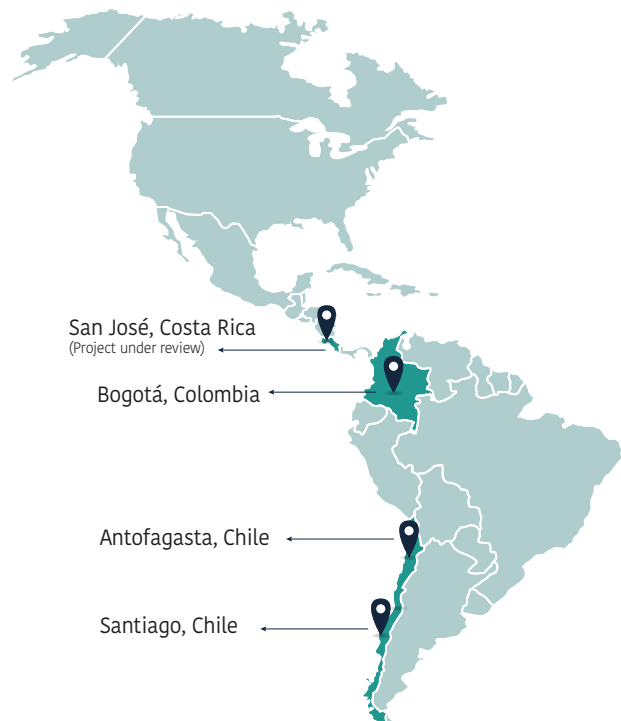 San José, Costa Rica
(Project under review)
Bogotá, Colombia
Antofagasta, Chile
Santiago, Chile